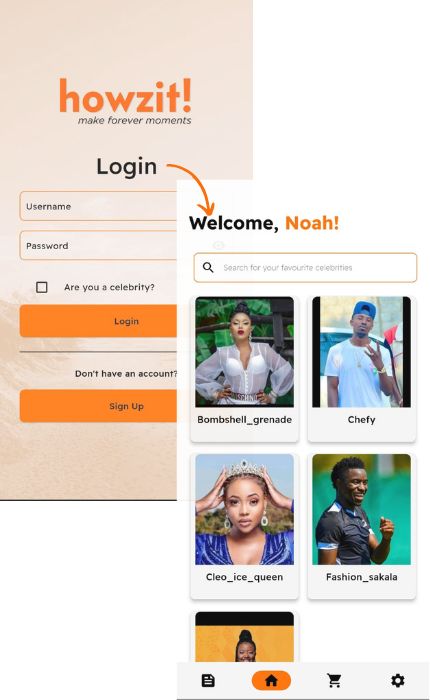 howzit!
make forever moments
Login
Username
Password
Are you a celebrity?
Login
Don't have an account?
Sign Up
Welcome, Noah!
Search for your favourite celebrities
Bombshell_grenade
Chefy
Cleo_ice_queen
Fashion_sakala